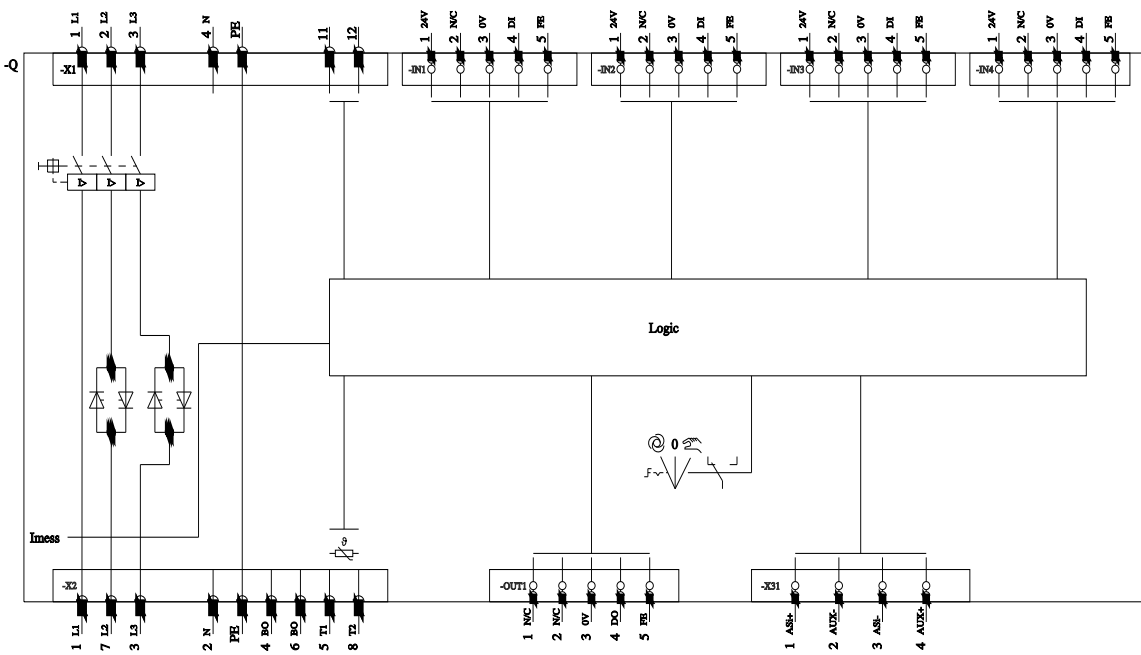 1 L1
2 L2
3 L3
4 N
PE
11
12
1 24V
2 N/C
3 0V
4 DI
5 FE
1 24V
2 N/C
3 0V
4 DI
5 FE
1 24V
2 N/C
3 0V
4 DI
5 FE
1 24V
2 N/C
3 0V
4 DI
5 FE
-Q
-X1
-IN1
-IN2
-IN3
-IN4
Logic
0
Imess
ϑ
-X2
-OUT1
-X31
1 L1
7 L2
3 L3
2 N
PE
4 BO
6 BO
5 T1
8 T2
1 N/C
2 N/C
3 0V
4 DO
5 FE
1 ASi+
2 AUX-
3 ASi-
4 AUX+